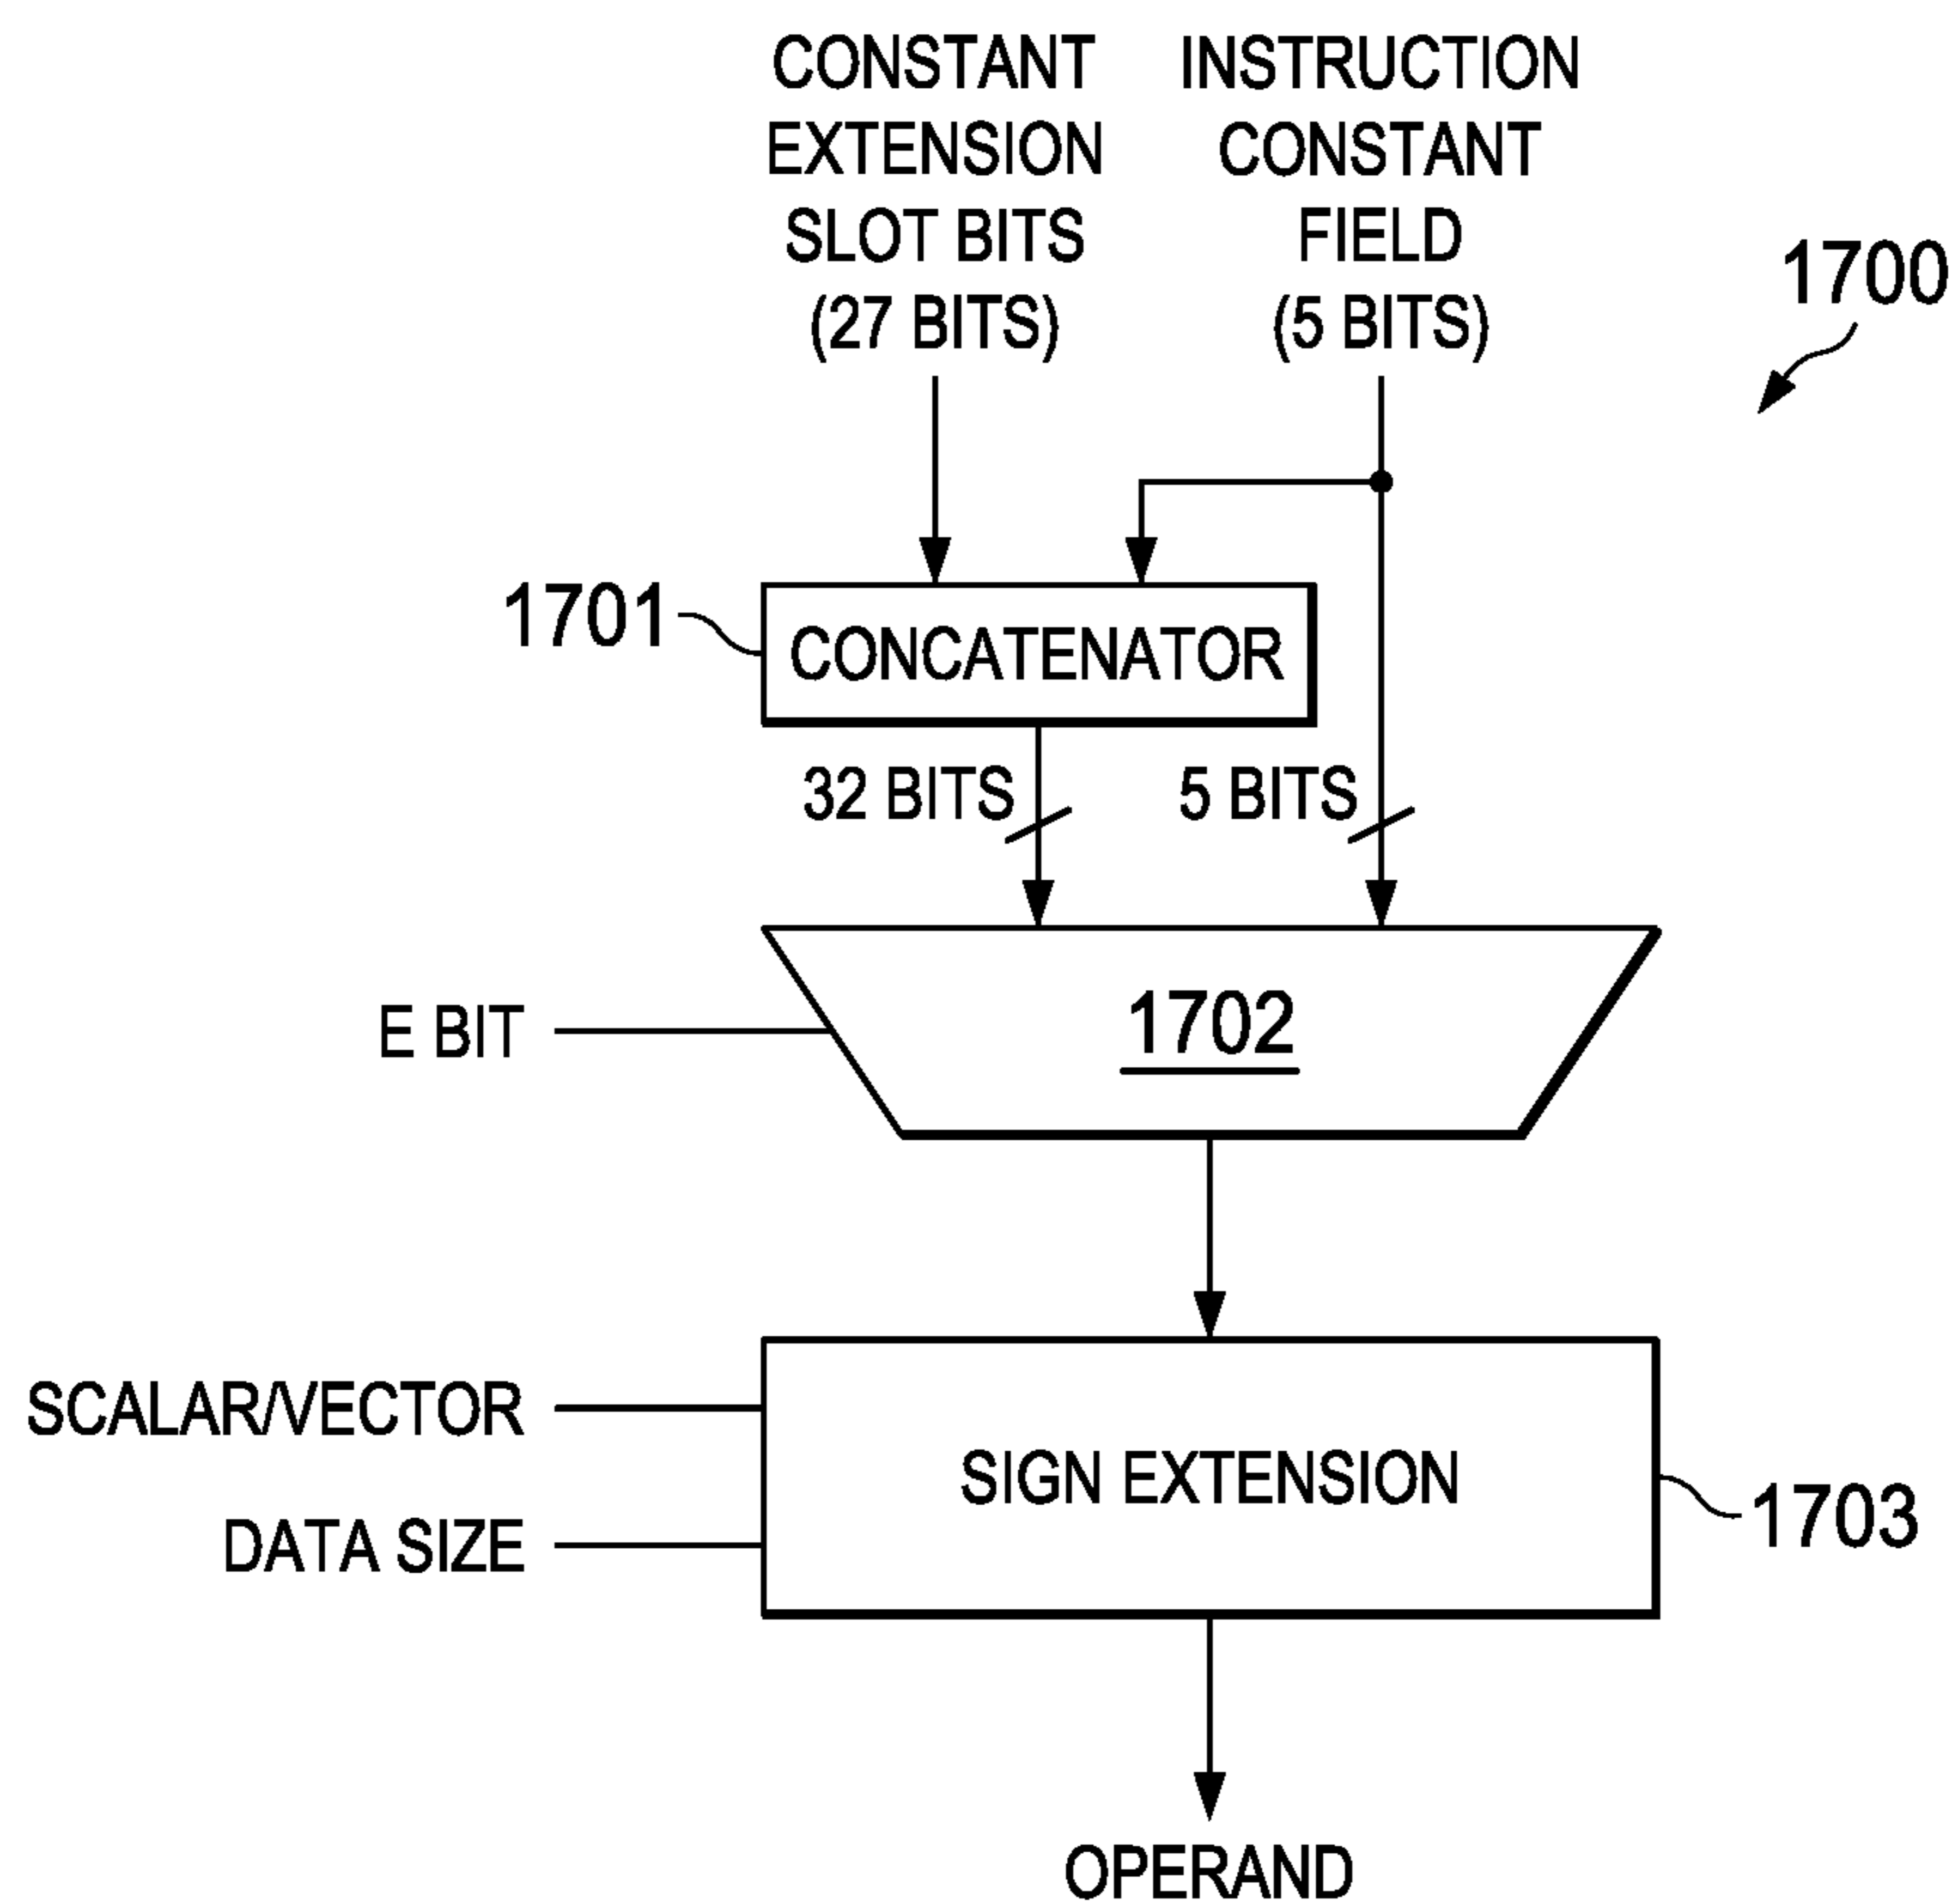 CONSTANT
EXTENSION
SLOT BITS
(27 BITS)
INSTRUCTION
CONSTANT
FIELD
(5 BITS)
1700
1701
CONCATENATOR
32 BITS
5 BITS
E BIT
1702
SCALAR/VECTOR
DATA SIZE
SIGN EXTENSION
1703
OPERAND